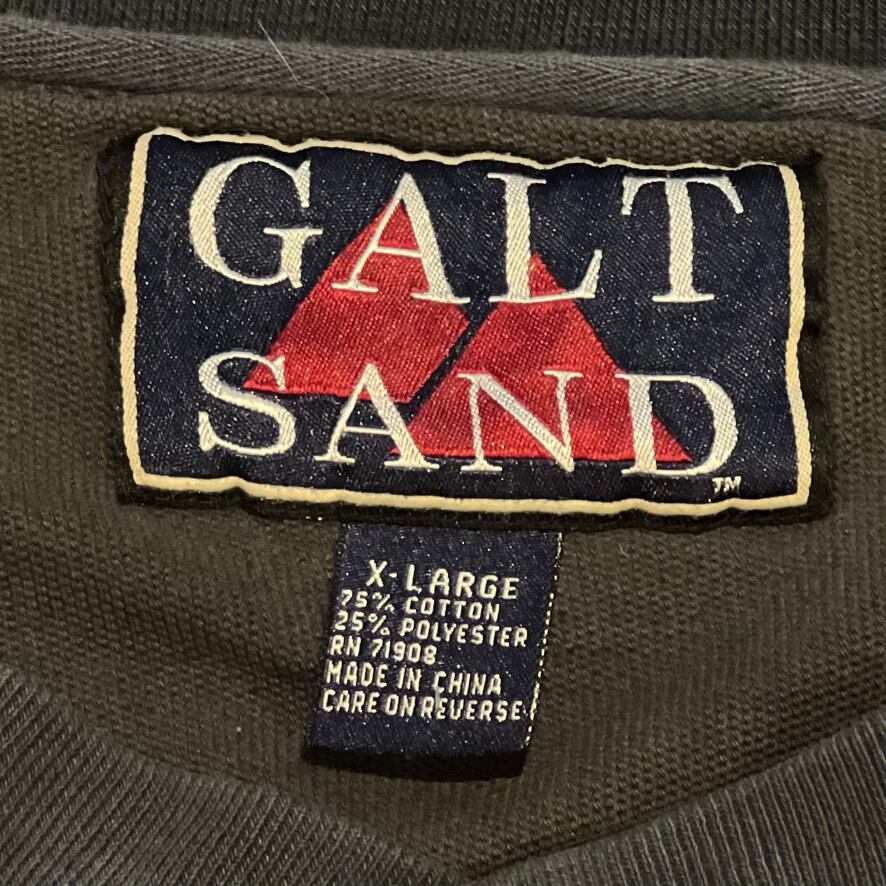 GALT
SAND
TM
X-LARGE
75% COTTON
25% POLYESTER
RN 71908
MADE IN CHINA
CARE ON REVERSE